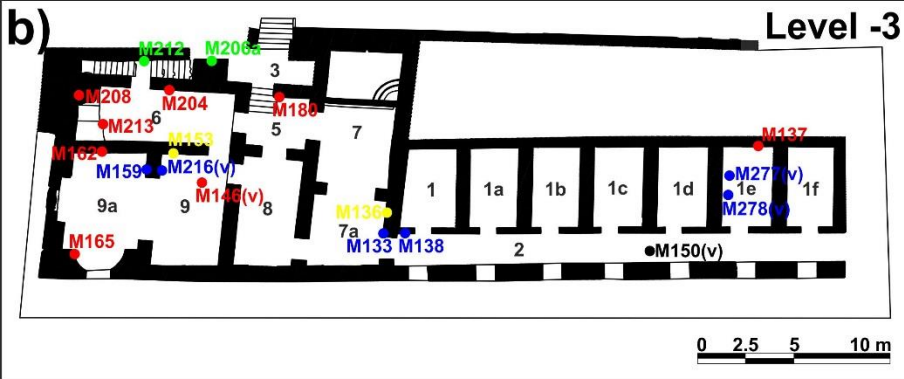 b)
Level -3
M212
M206a
3
M208
M204
M180
6
5
7
M213
M137
M162
M153
M159
M216(v)
M277(v)
1
1a
1b
1c
1d
1e
1f
M146(v)
M278(v)
9a
9
8
M136
7a
M133
M138
2
M150(v)
M165
0 2.5 5 10 m